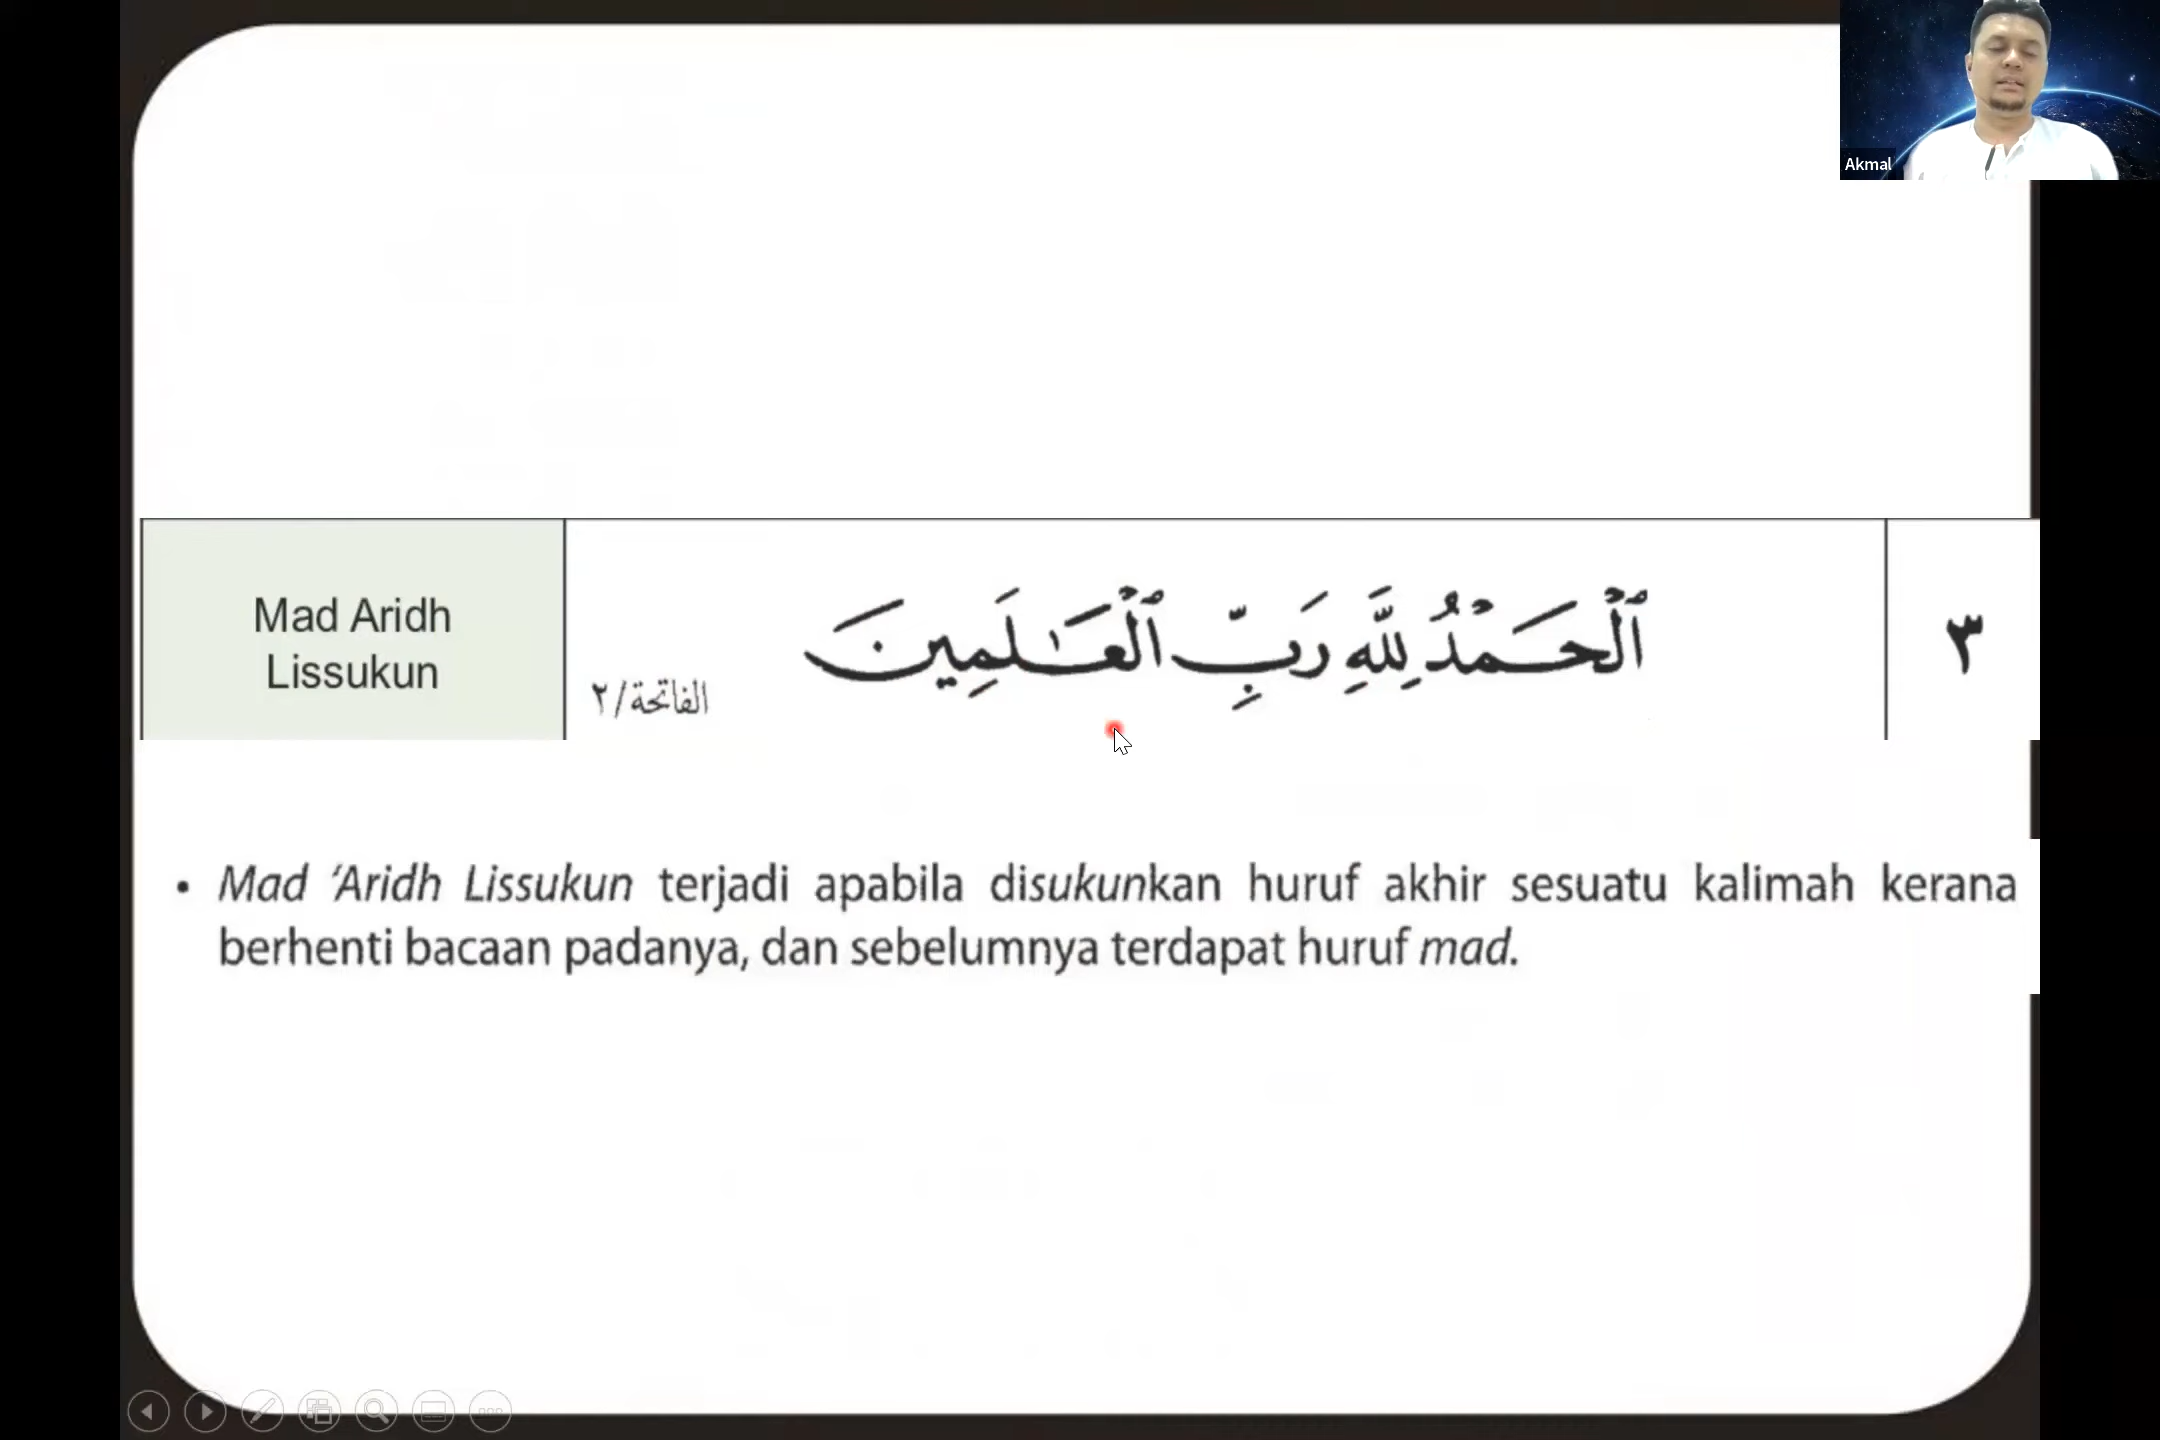 Akmal
Mad Aridh
Lissukun
ٱلْحَمْدُ لِلَّهِ رَبِّ ٱلْعَـٰلَمِينَ
الفاتحة/٢
٣
• Mad ‘Aridh Lissukun terjadi apabila disukunkan huruf akhir sesuatu kalimah kerana
berhenti bacaan padanya, dan sebelumnya terdapat huruf mad.